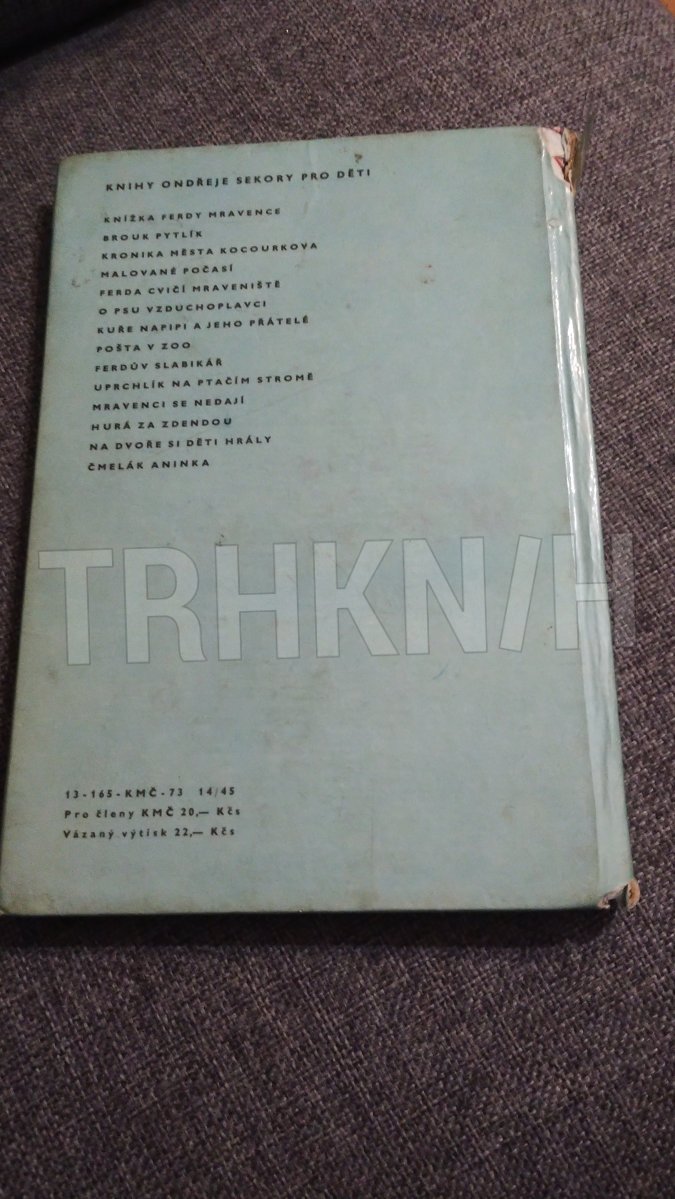 KNIHY ONDŘEJE SEKORY PRO DĚTI
KNÍŽKA FERDY MRAVENCE
BROUK PYTLÍK
KRONIKA MĚSTA KOCOURKOVA
MALOVANÉ POČASÍ
FERDA CVIČÍ MRAVENIŠTĚ
O PSU VZDUCHOPLAVCI
KUŘE NAPIPI A JEHO PŘÁTELÉ
POŠTA V ZOO
FERDŮV SLABIKÁŘ
UPRCHLÍK NA PTAČÍM STROMĚ
MRAVENCI SE NEDAJÍ
HURÁ ZA ZDENDOU
NA DVOŘE SI DĚTI HRÁLY
ČMELÁK ANINKA
TRHKN/H
13-165-KMČ-73 14/45
Pro členy KMČ 20,— Kčs
Vázaný výtisk 22,— Kčs